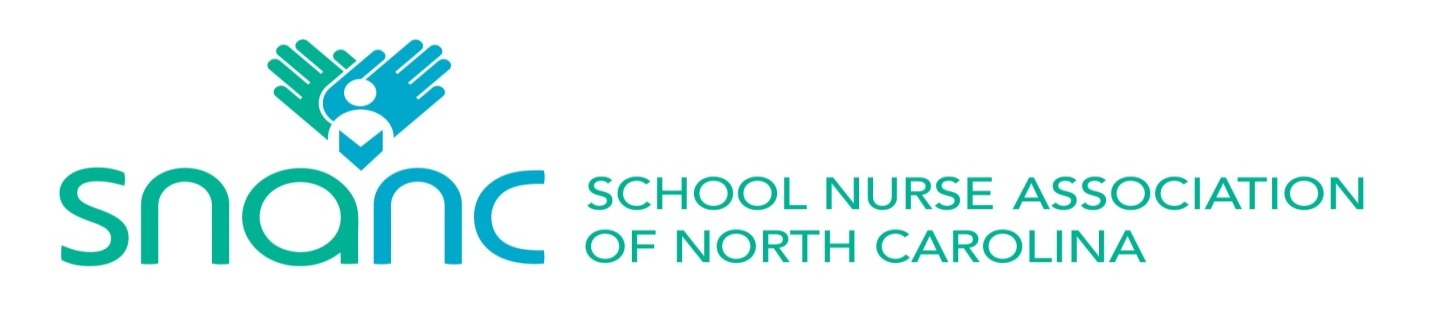 snanc
SCHOOL NURSE ASSOCIATION
OF NORTH CAROLINA